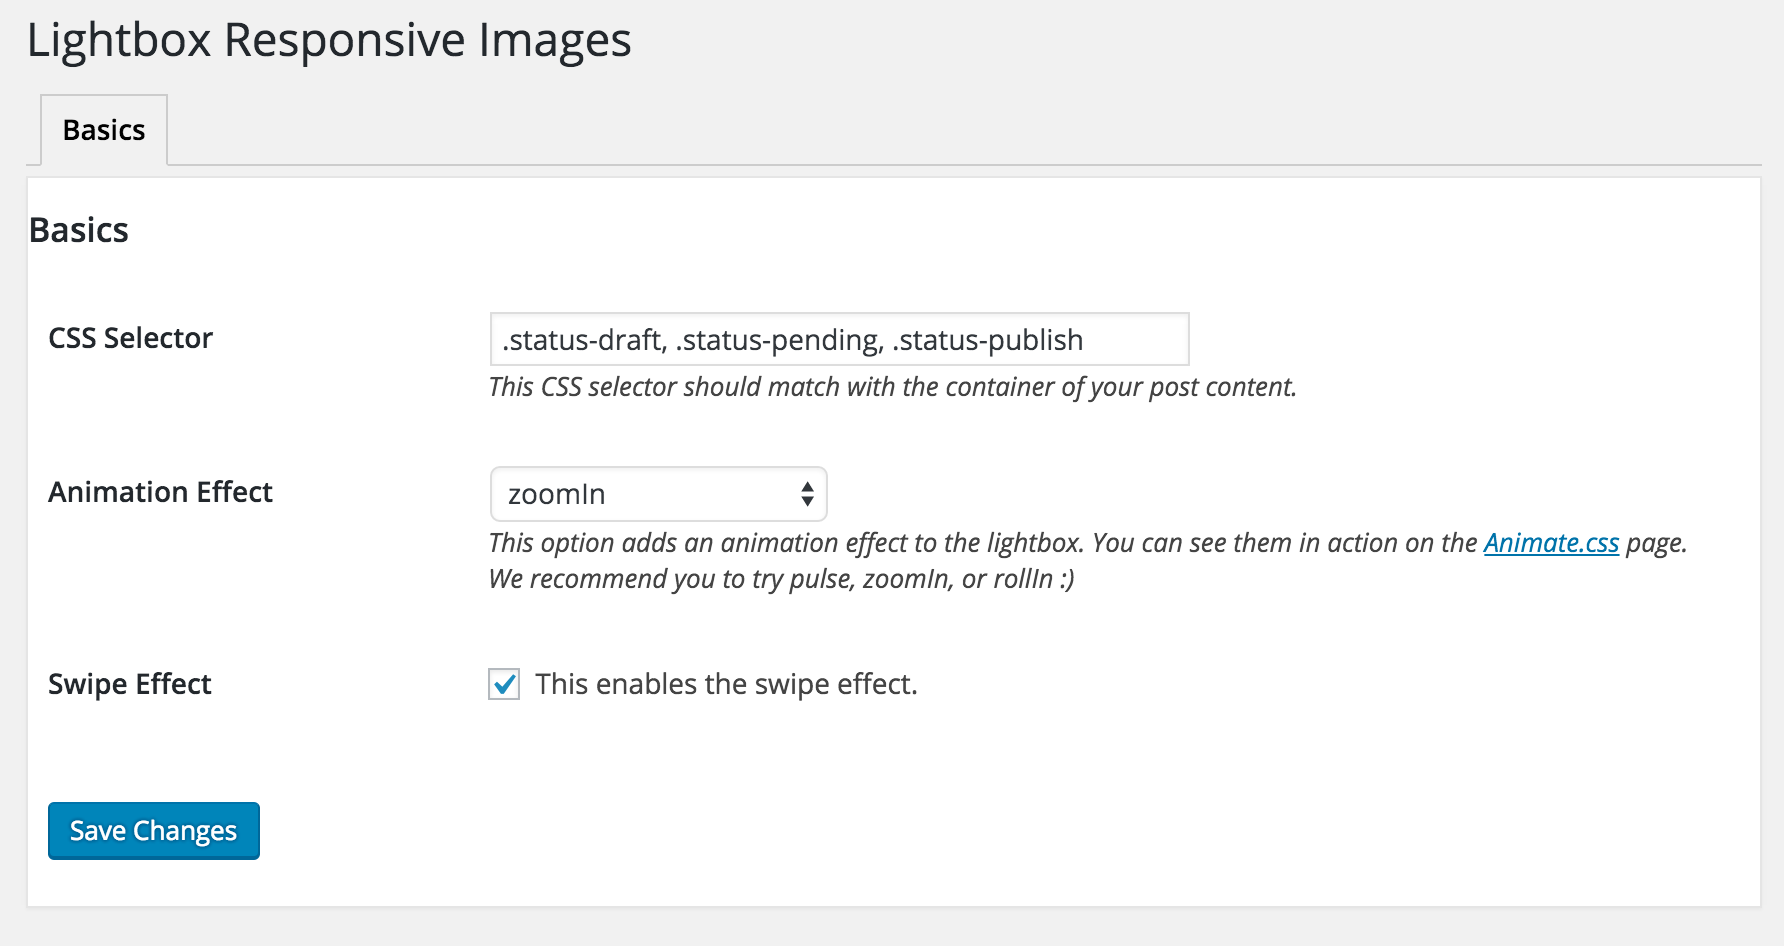 Lightbox Responsive Images
Basics
Basics
CSS Selector
.status-draft, .status-pending, .status-publish
This CSS selector should match with the container of your post content.
Animation Effect
zoomIn
This option adds an animation effect to the lightbox. You can see them in action on the Animate.css page.
We recommend you to try pulse, zoomIn, or rollIn :)
Swipe Effect
This enables the swipe effect.
Save Changes